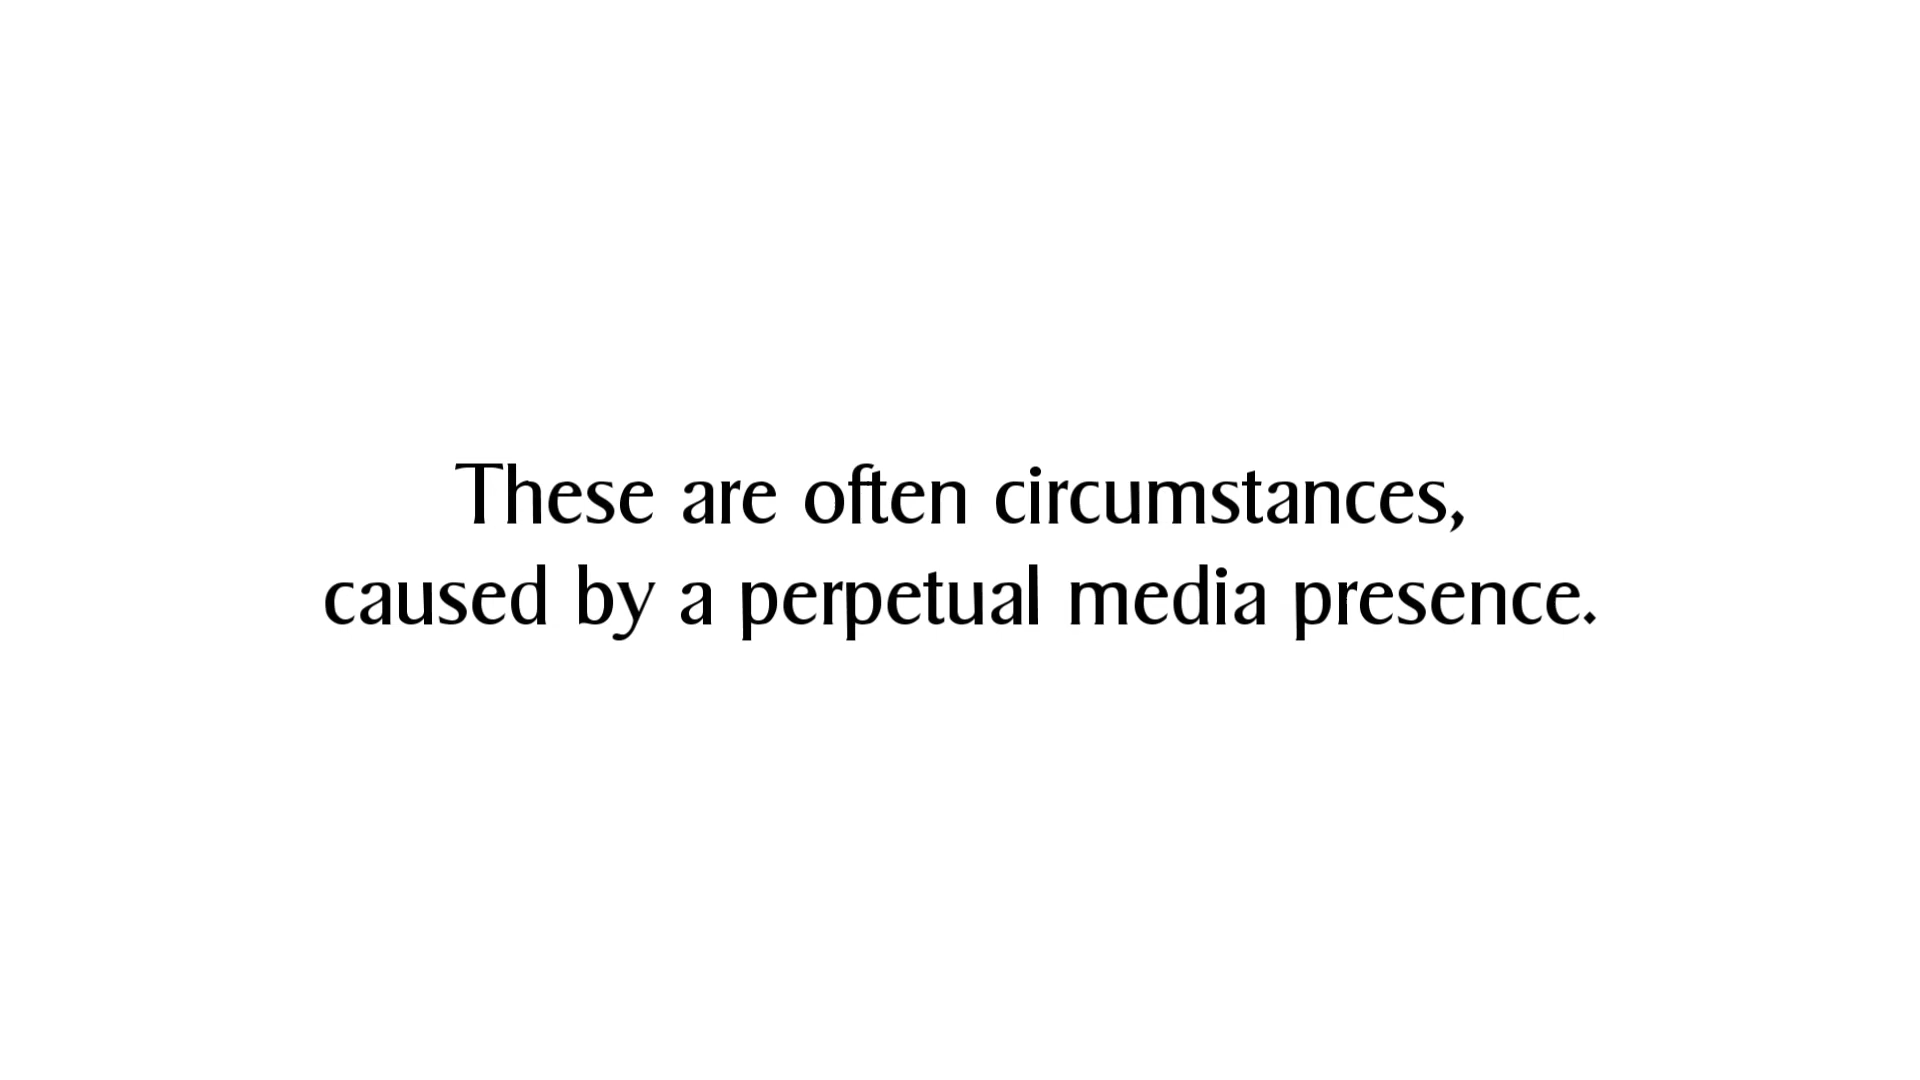 These are often circumstances,
caused by a perpetual media presence.